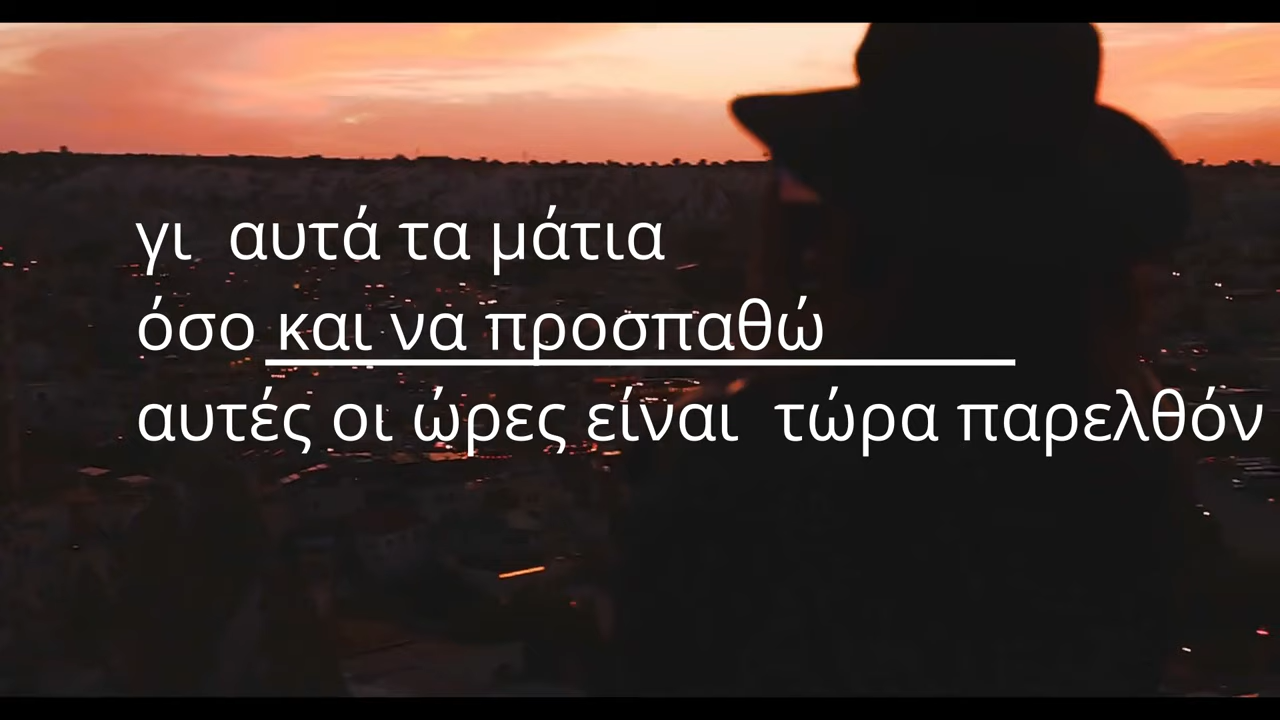 γι  αυτά τα μάτια
όσο και να προσπαθώ
αυτές οι ώρες είναι  τώρα παρελθόν